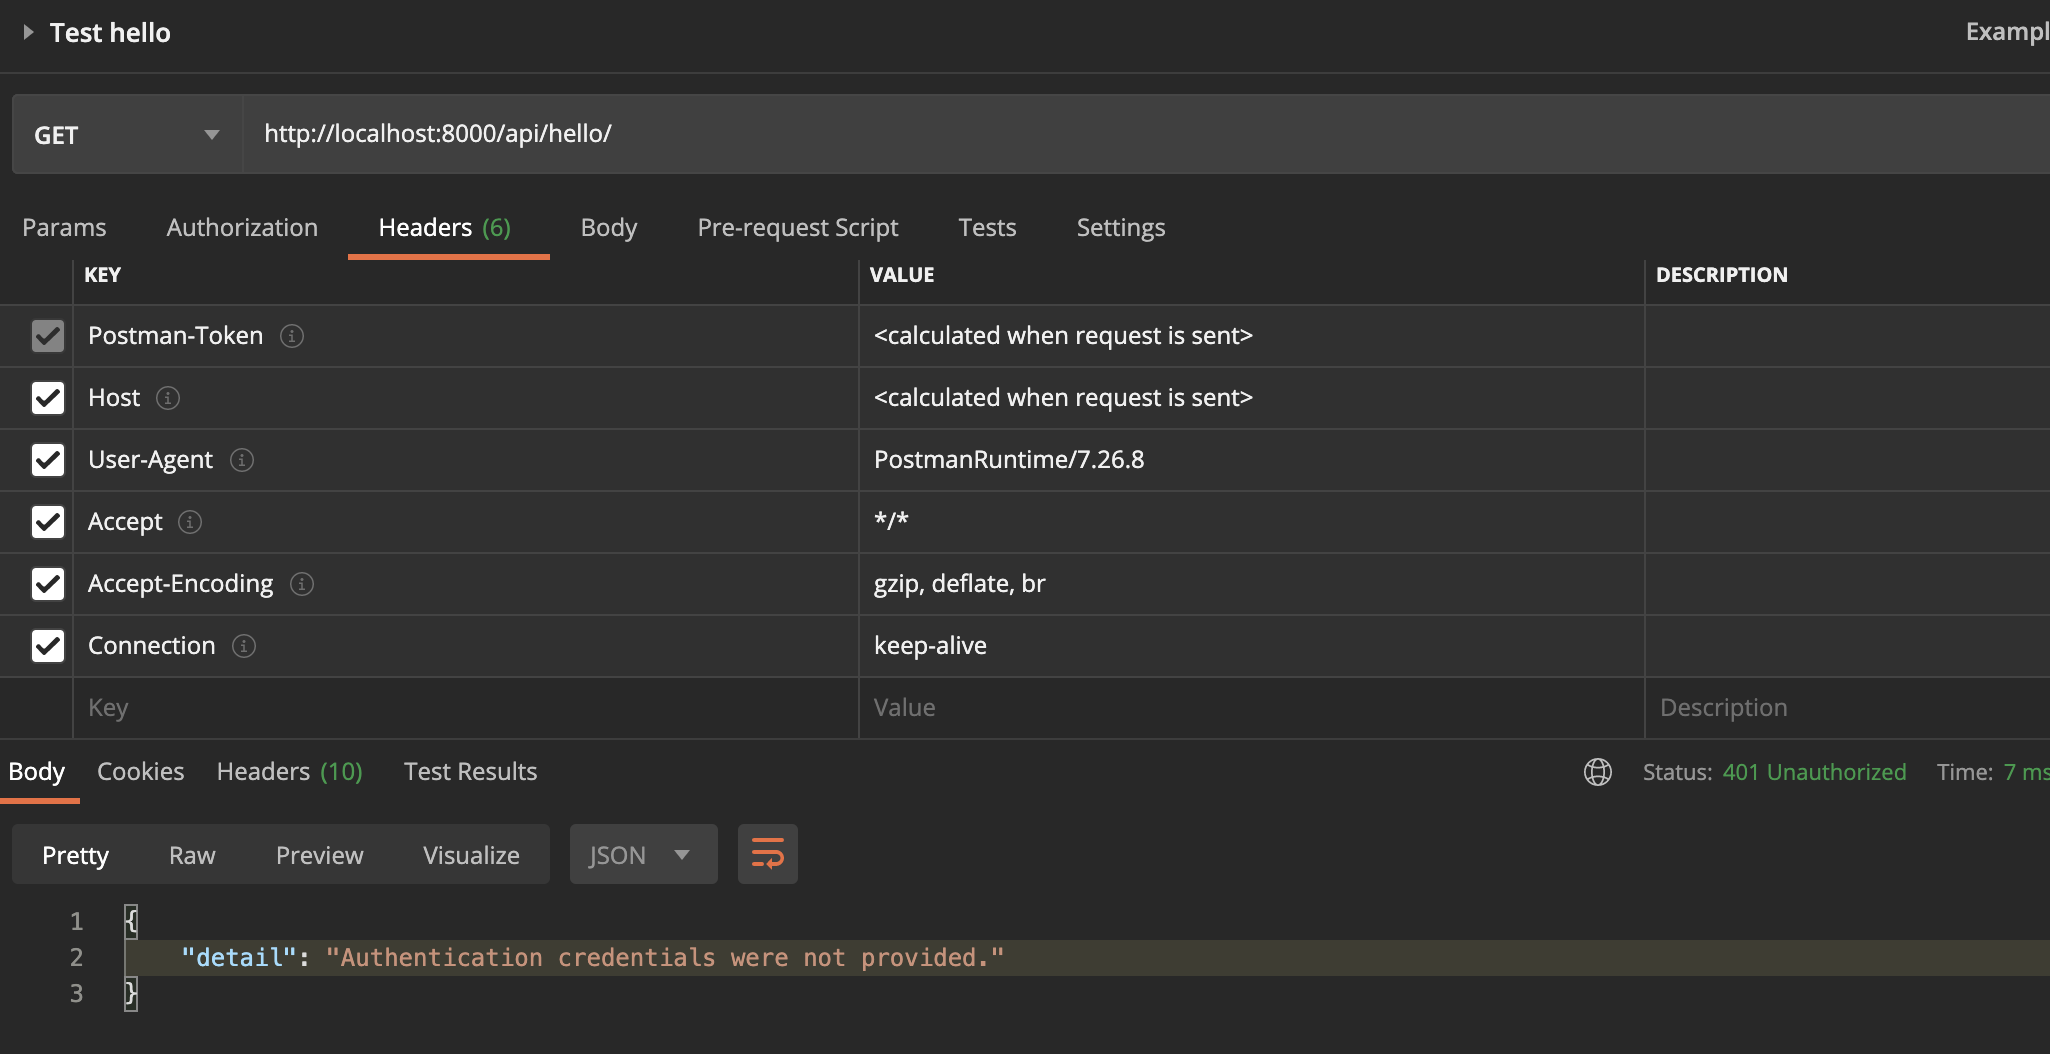 Test hello
Exampl
GET
http://localhost:8000/api/hello/
Params Authorization Headers (6) Body Pre-request Script Tests Settings
KEY VALUE DESCRIPTION
Postman-Token <calculated when request is sent>
Host <calculated when request is sent>
User-Agent PostmanRuntime/7.26.8
Accept */*
Accept-Encoding gzip, deflate, br
Connection keep-alive
Key Value Description
Body Cookies Headers (10) Test Results Status: 401 Unauthorized Time: 7 ms
Pretty Raw Preview Visualize JSON
1 {
2 "detail": "Authentication credentials were not provided."
3 }